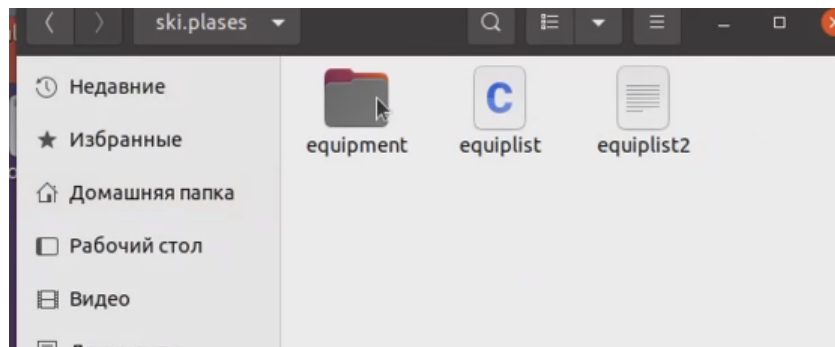 ski.plases
Недавние
Избранные
Домашняя папка
Рабочий стол
Видео
equipment
C
equiplist
equiplist2